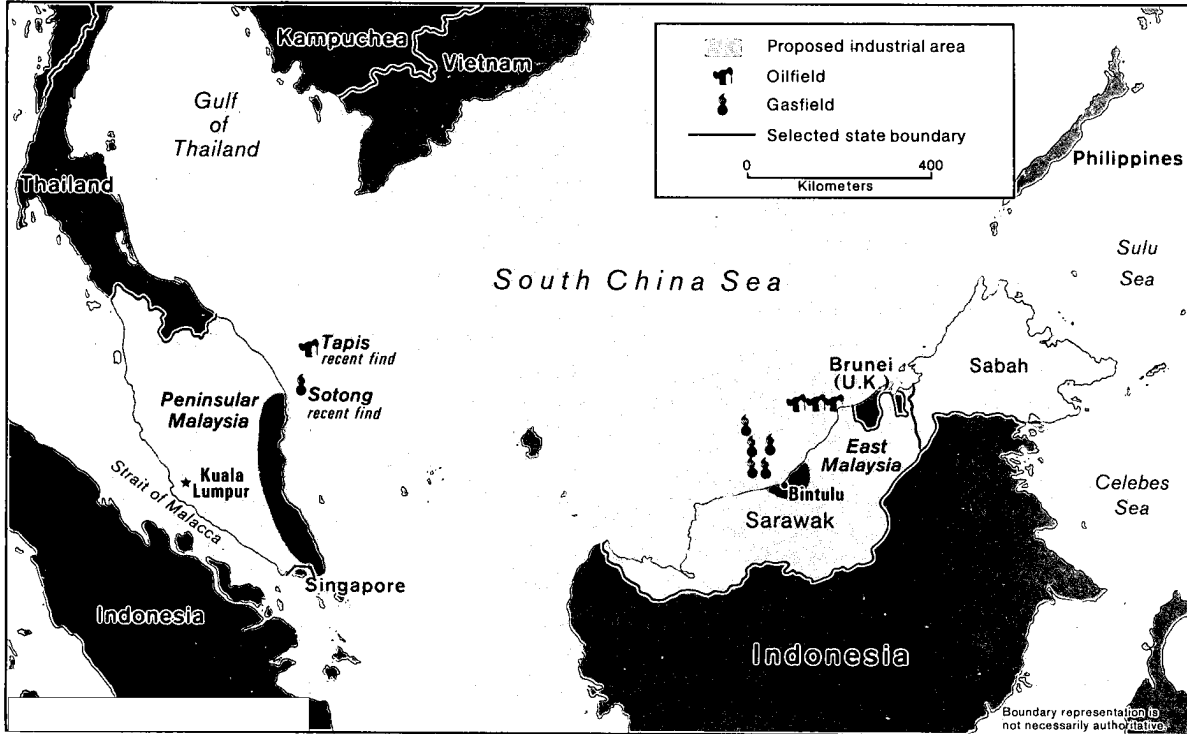 Kampuchea
Vietnam
Gulf
of
Thailand
Thailand
Proposed industrial area
Oilfield
Gasfield
Selected state boundary
0
400
Kilometers
Philippines
Sulu
Sea
South China Sea
Tapis
recent find
Sotong
recent find
Peninsular
Malaysia
Kuala
Lumpur
Strait of Malacca
Singapore
Indonesia
Brunei
(U.K.)
Sabah
East
Malaysia
Bintulu
Sarawak
Celebes
Sea
Indonesia
Boundary representation is
not necessarily authoritative.